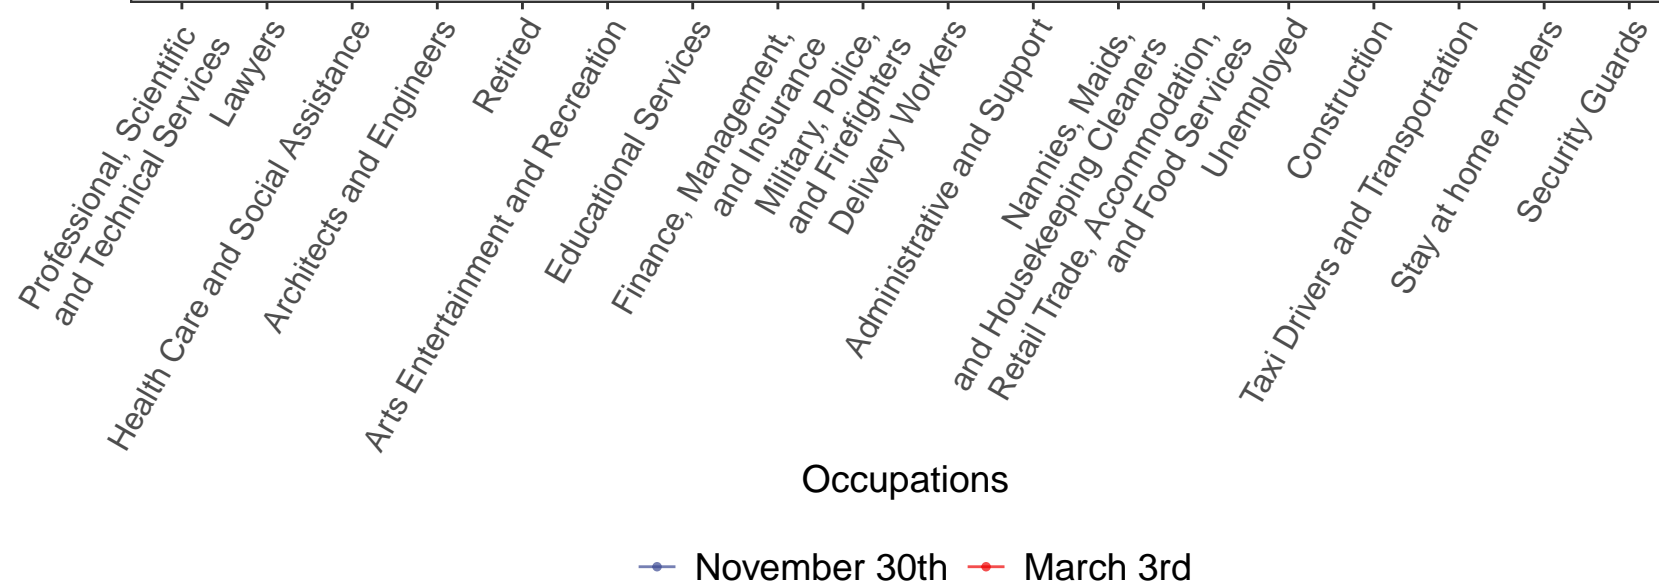 Professional, Scientific
and Technical Services
Lawyers
Health Care and Social Assistance
Architects and Engineers
Retired
Arts Entertainment and Recreation
Educational Services
Finance, Management,
and Insurance
Military, Police,
and Firefighters
Delivery Workers
Administrative and Support
Nannies, Maids,
and Housekeeping Cleaners
Retail Trade, Accommodation,
and Food Services
Unemployed
Construction
Taxi Drivers and Transportation
Stay at home mothers
Security Guards
Occupations
November 30th March 3rd